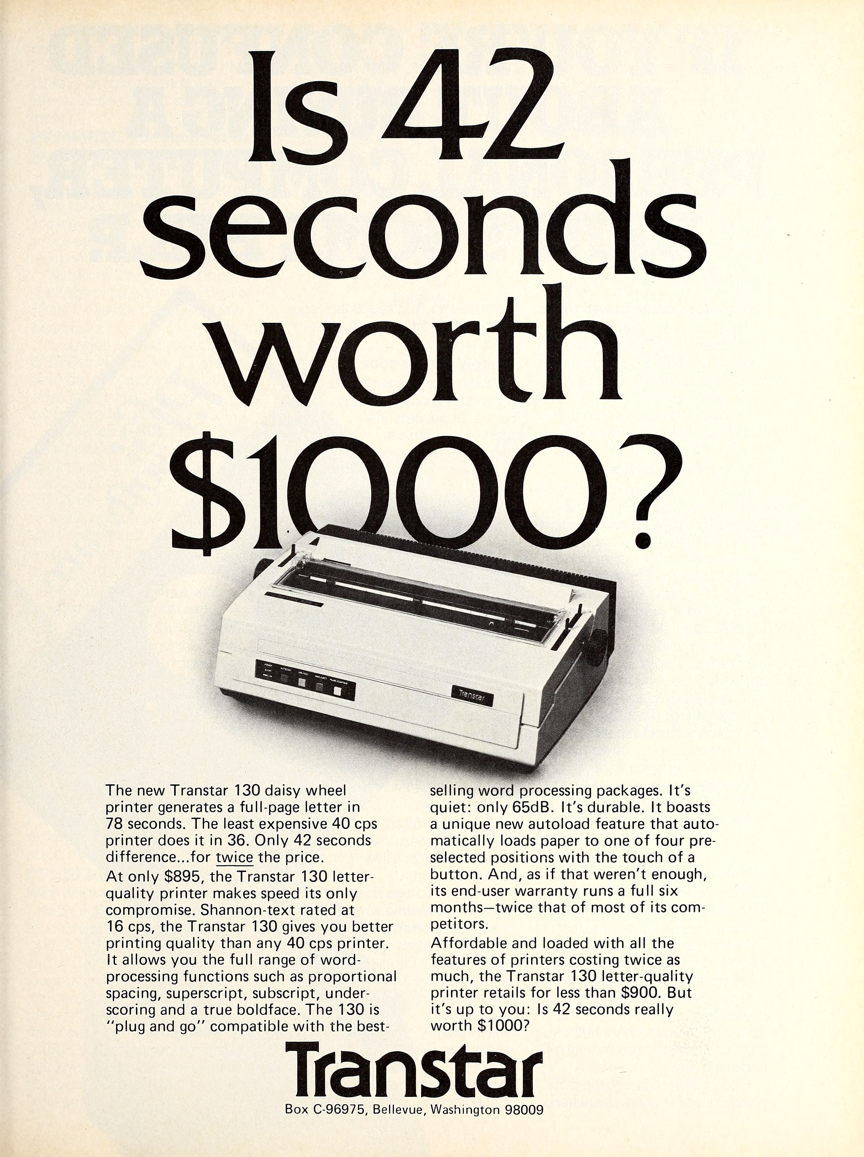 Is 42
seconds
worth
$1000?
Transtar
The new Transtar 130 daisy wheel
printer generates a full-page letter in
78 seconds. The least expensive 40 cps
printer does it in 36. Only 42 seconds
difference...for twice the price.
At only $895, the Transtar 130 letter-
quality printer makes speed its only
compromise. Shannon-text rated at
16 cps, the Transtar 130 gives you better
printing quality than any 40 cps printer.
It allows you the full range of word-
processing functions such as proportional
spacing, superscript, subscript, under-
scoring and a true boldface. The 130 is
“plug and go” compatible with the best-
selling word processing packages. It’s
quiet: only 65dB. It’s durable. It boasts
a unique new autoload feature that auto-
matically loads paper to one of four pre-
selected positions with the touch of a
button. And, as if that weren’t enough,
its end-user warranty runs a full six
months—twice that of most of its com-
petitors.
Affordable and loaded with all the
features of printers costing twice as
much, the Transtar 130 letter-quality
printer retails for less than $900. But
it’s up to you: Is 42 seconds really
worth $1000?
Transtar
Box C-96975, Bellevue, Washington 98009